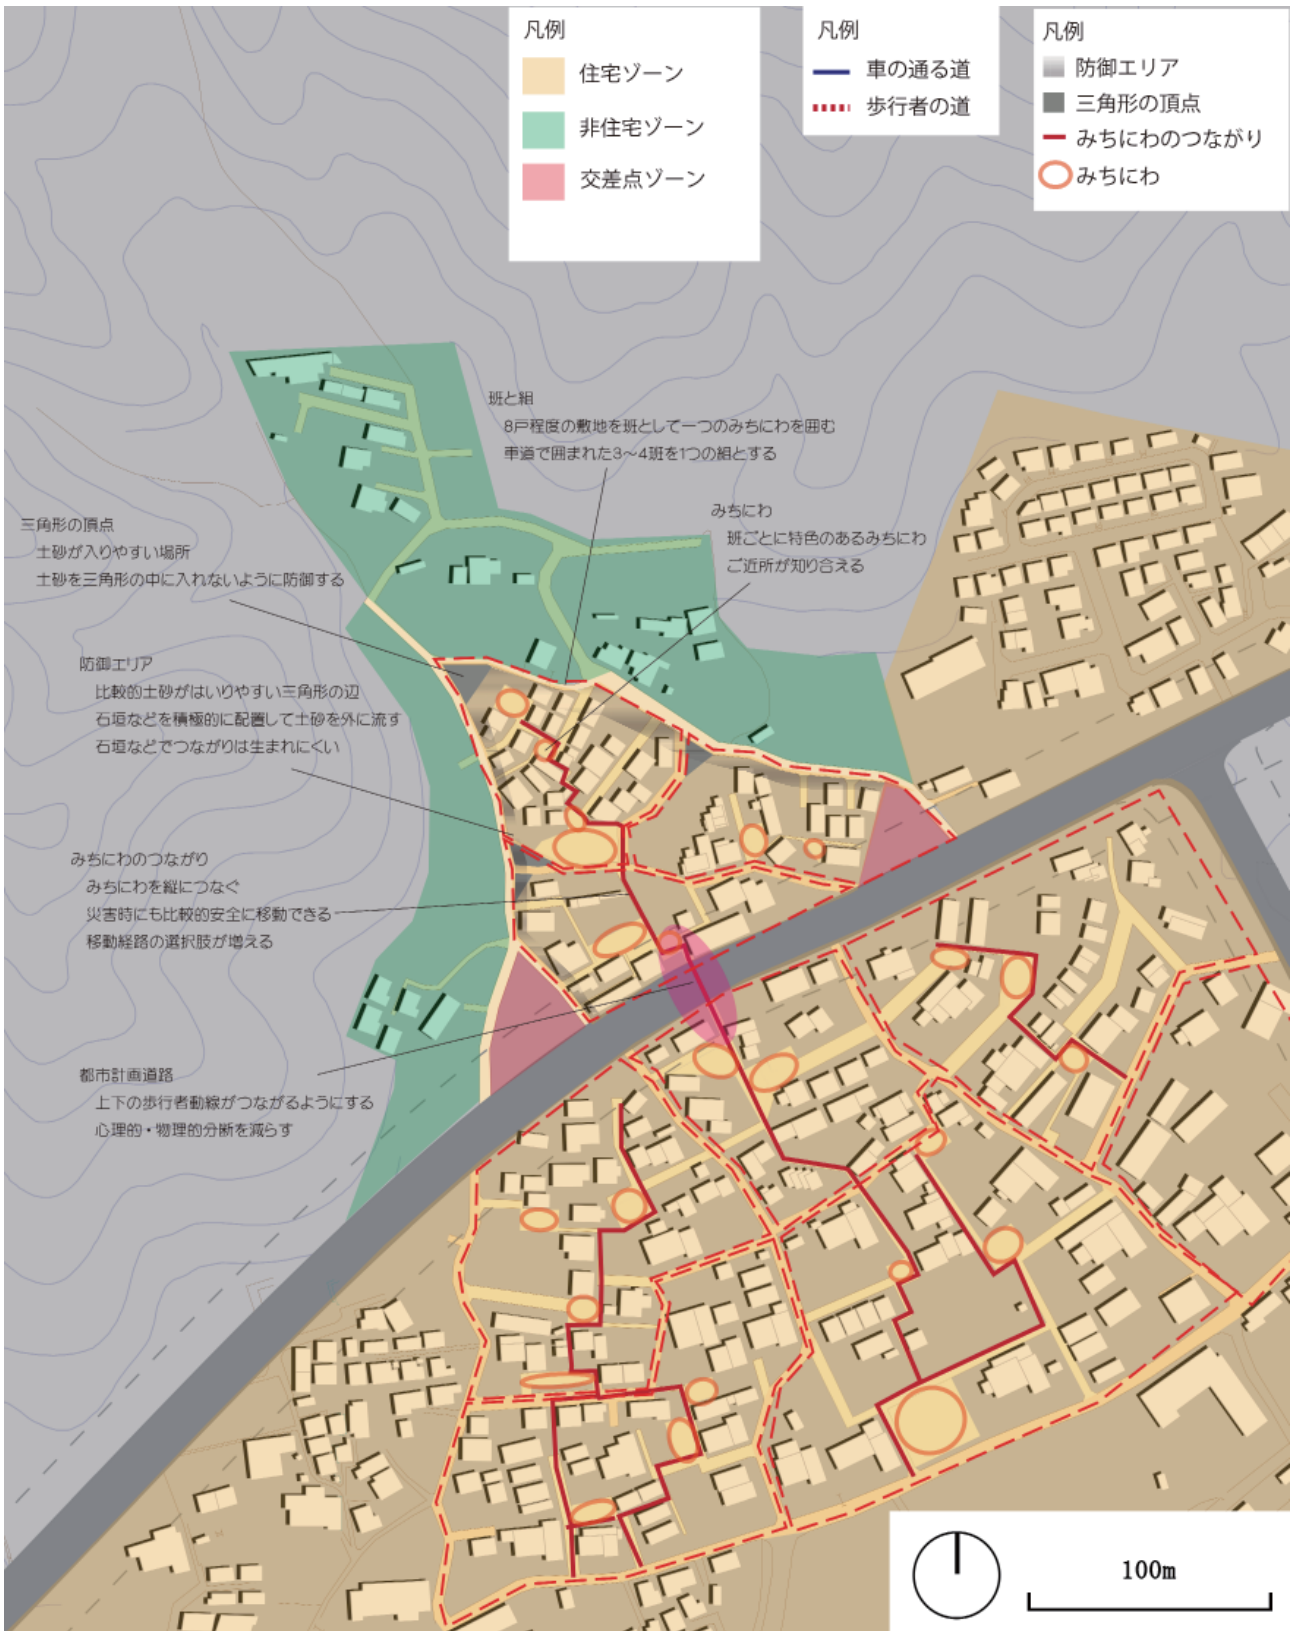 凡例
住宅ゾーン
非住宅ゾーン
交差点ゾーン
凡例
車の通る道
歩行者の道
凡例
防御エリア
三角形の頂点
みちにわのつながり
みちにわ
班と組
8戸程度の敷地を班として一つのみちにわを囲む
車道で囲まれた3〜4班を1つの組とする
みちにわ
班ごとに特色のあるみちにわ
ご近所が知り合える
三角形の頂点
土砂が入りやすい場所
土砂を三角形の中に入れないように防御する
防御エリア
比較的土砂がはいりやすい三角形の辺
石垣などを積極的に配置して土砂を外に流す
石垣などでつながりは生まれにくい
みちにわのつながり
みちにわを縦につなぐ
災害時にも比較的安全に移動できる
移動経路の選択肢が増える
都市計画道路
上下の歩行者動線がつながるようにする
心理的・物理的分断を減らす
100m